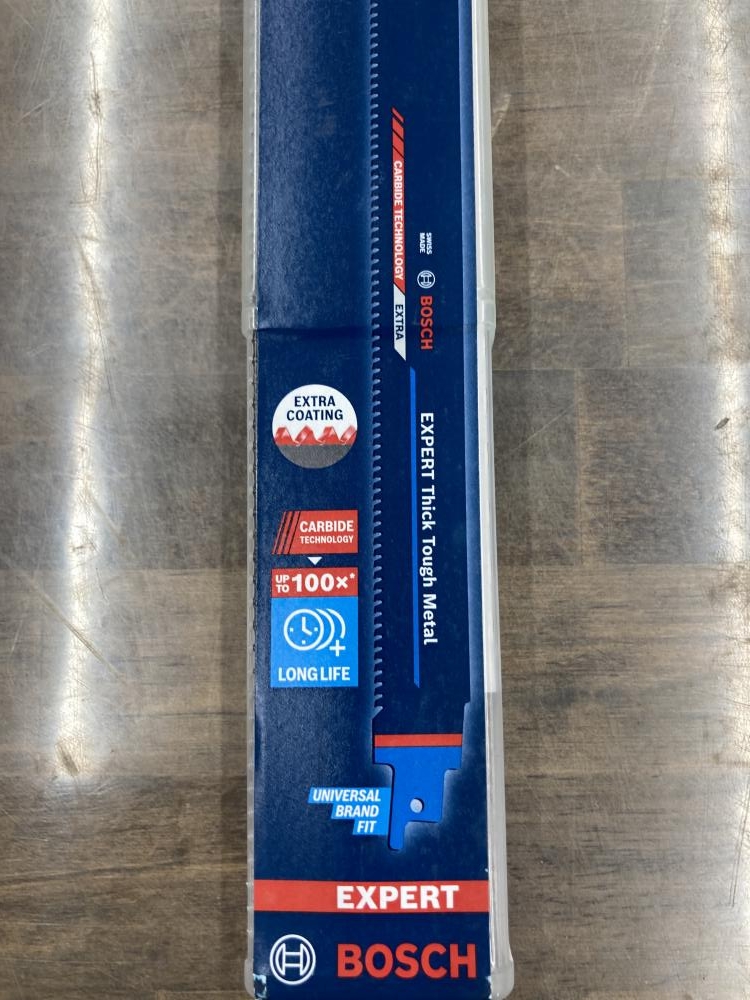 CARBIDE TECHNOLOGY
EXTRA
SWISS
MADE
BOSCH
EXPERT Thick Tough Metal
EXTRA
COATING
CARBIDE
TECHNOLOGY
UP TO 100x*
LONG LIFE
UNIVERSAL
BRAND
FIT
EXPERT
BOSCH